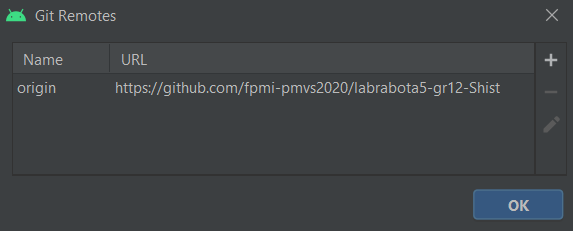 Git Remotes
Name URL
origin https://github.com/fpmi-pmvs2020/labrabota5-gr12-Shist
OK